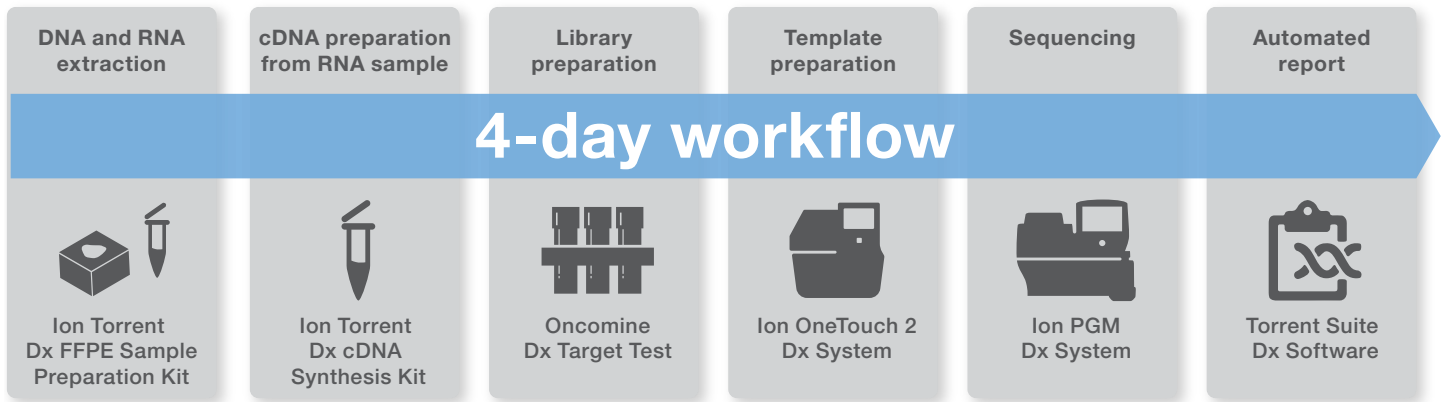 DNA and RNA
extraction
cDNA preparation
from RNA sample
Library
preparation
Template
preparation
Sequencing
Automated
report
4-day workflow
Ion Torrent
Dx FFPE Sample
Preparation Kit
Ion Torrent
Dx cDNA
Synthesis Kit
Oncomine
Dx Target Test
Ion OneTouch 2
Dx System
Ion PGM
Dx System
Torrent Suite
Dx Software